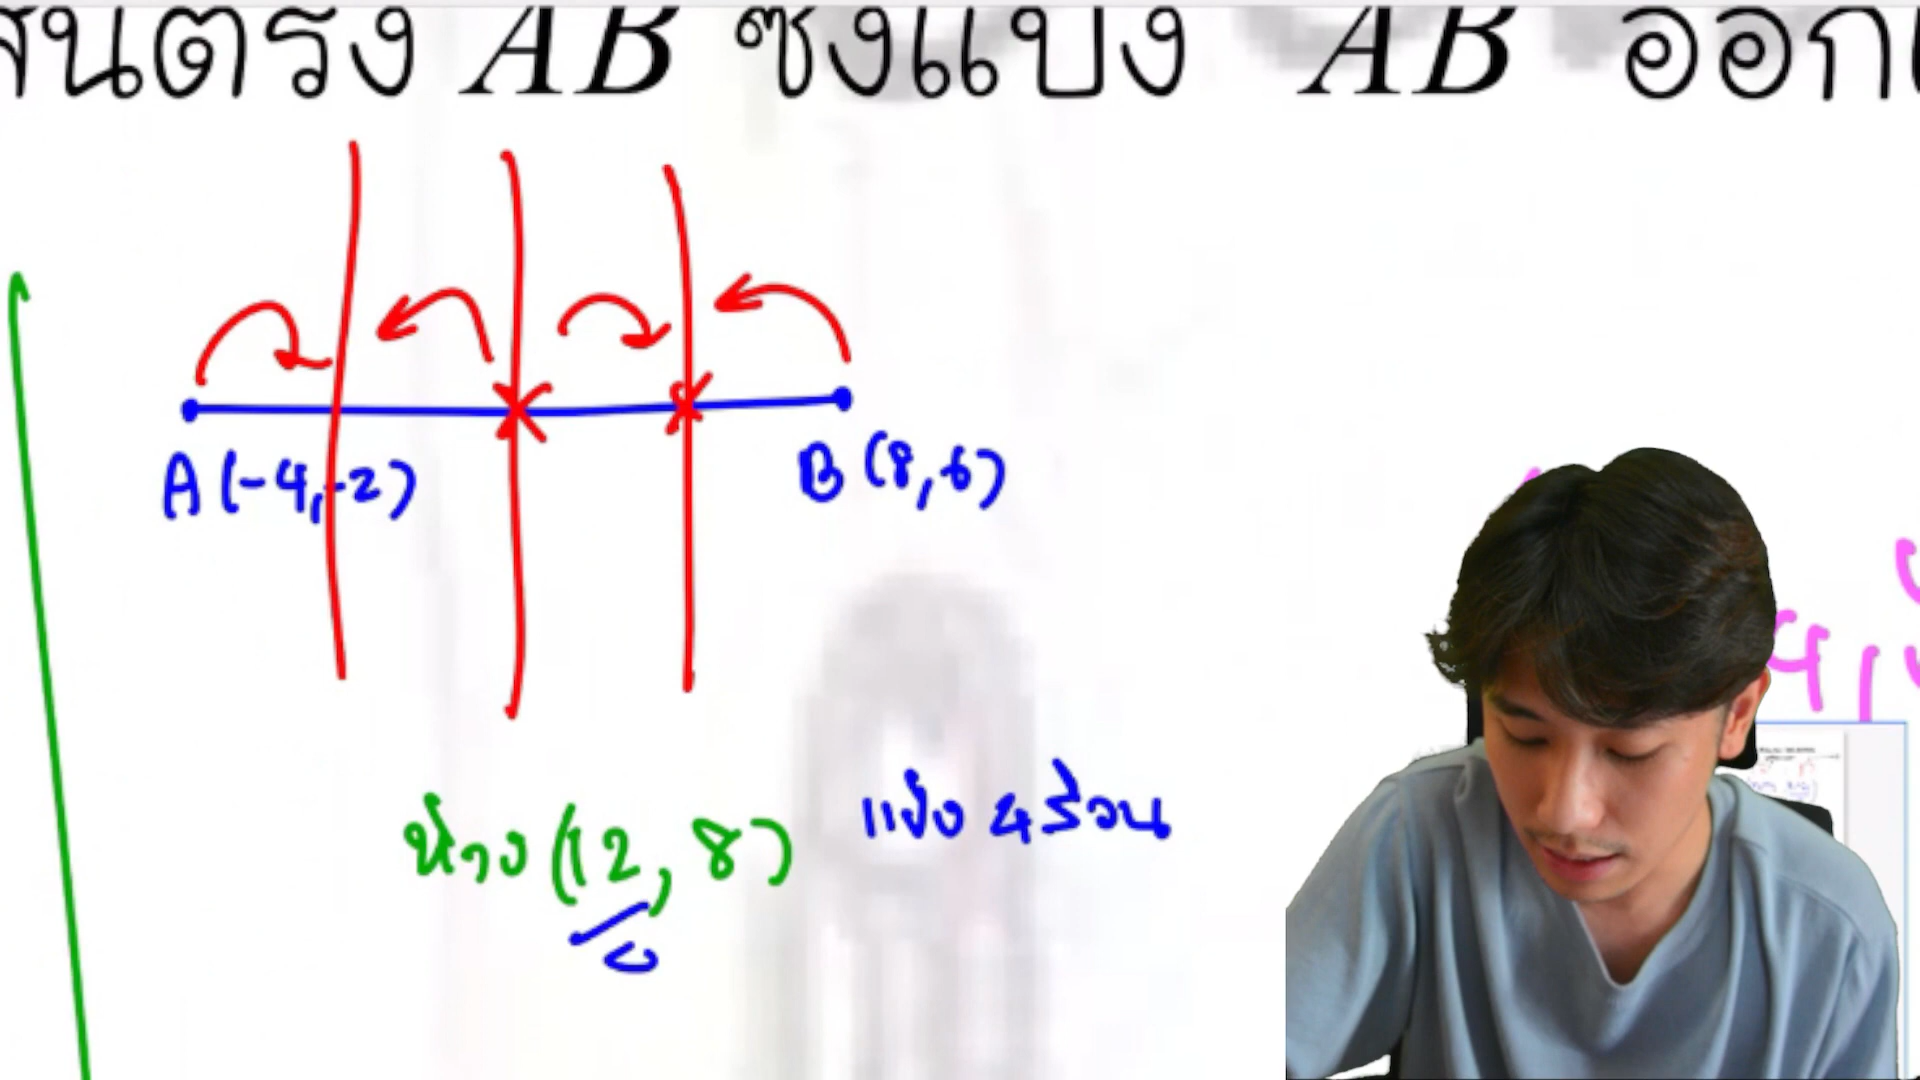 สนตรง AB ซึ่งแบ่ง AB ออกเ
A(-4,-2)
B(8,6)
ห่าง (12, 8)
แบ่ง 4 ส่วน